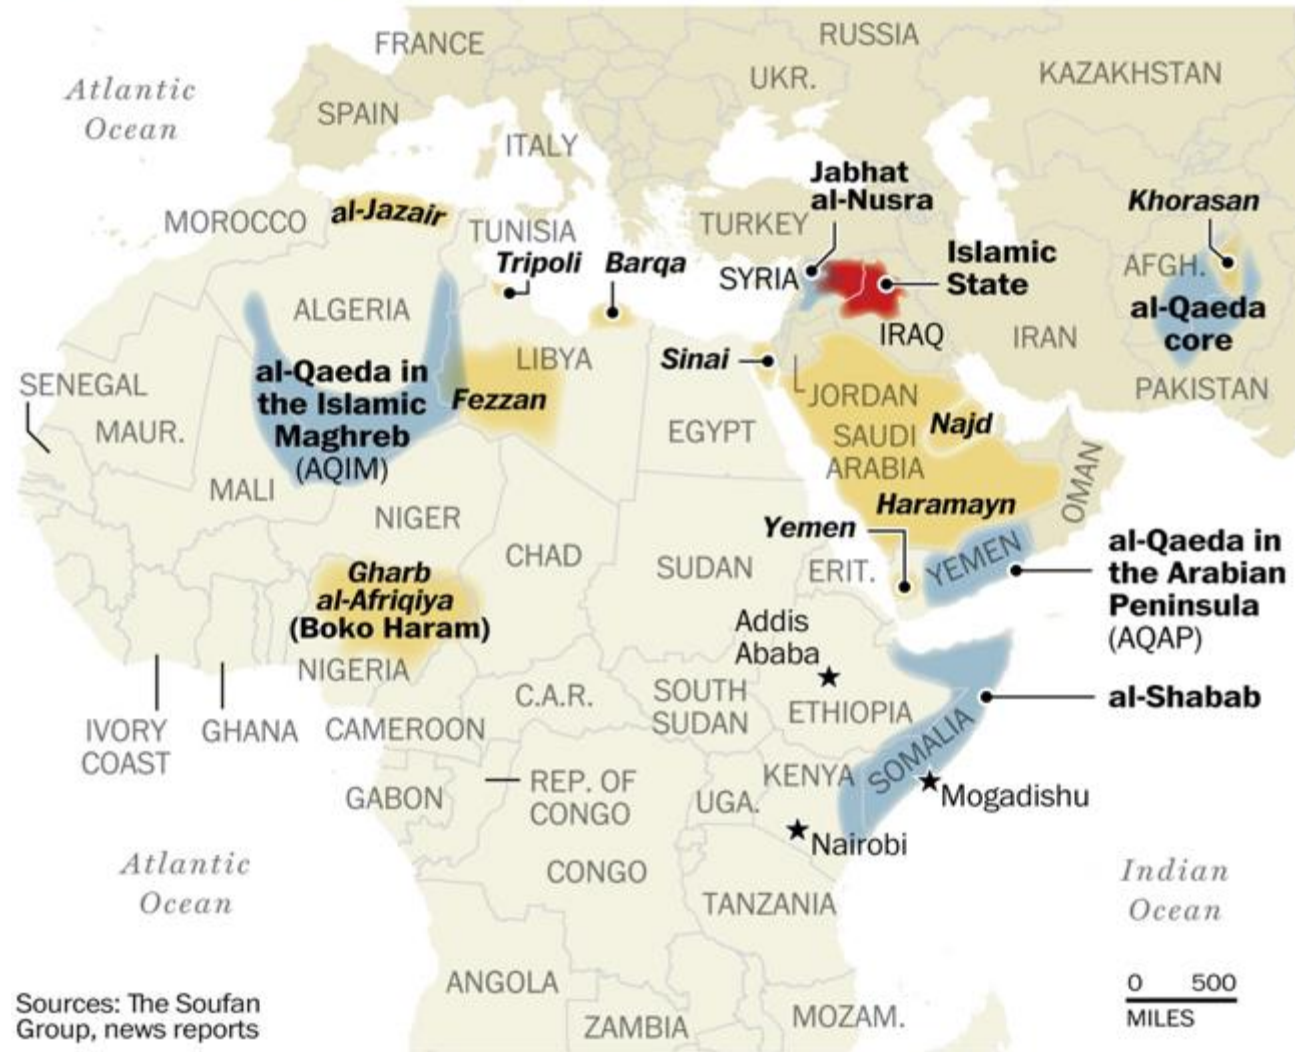 FRANCE
RUSSIA
Atlantic
Ocean
UKR.
KAZAKHSTAN
SPAIN
ITALY
Jabhat
al-Nusra
Khorasan
MOROCCO
al-Jazair
TUNISIA
TURKEY
Tripoli
Barqa
SYRIA
Islamic
State
AFGH.
ALGERIA
al-Qaeda
core
IRAQ
IRAN
LIBYA
Sinai
al-Qaeda in
the Islamic
Maghreb
(AQIM)
Fezzan
SENEGAL
MAUR.
JORDAN
PAKISTAN
EGYPT
SAUDI
ARABIA
Najd
MALI
OMAN
NIGER
Haramayn
Yemen
CHAD
SUDAN
ERIT.
YEMEN
al-Qaeda in
the Arabian
Peninsula
(AQAP)
Gharb
al-Afriqiya
(Boko Haram)
Addis
Ababa
NIGERIA
C.A.R.
SOUTH
SUDAN
ETHIOPIA
al-Shabab
IVORY
COAST
GHANA
CAMEROON
SOMALIA
GABON
REP. OF
CONGO
UGA.
KENYA
Mogadishu
Nairobi
Atlantic
Ocean
CONGO
TANZANIA
Indian
Ocean
ANGOLA
ZAMBIA
MOZAM.
0 500
MILES
Sources: The Soufan
Group, news reports